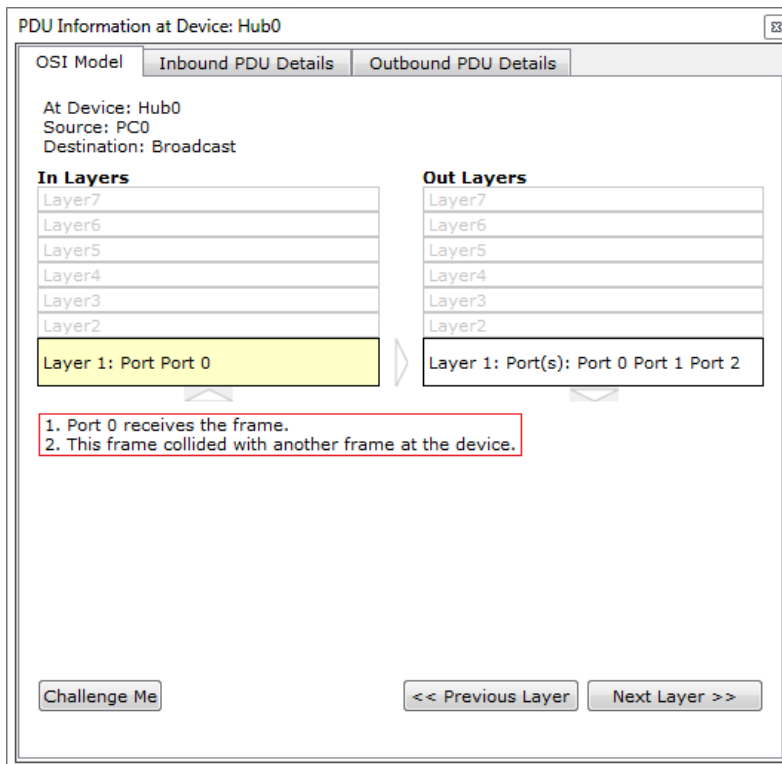 PDU Information at Device: Hub0
OSI Model Inbound PDU Details Outbound PDU Details
At Device: Hub0
Source: PC0
Destination: Broadcast
In Layers
Layer7
Layer6
Layer5
Layer4
Layer3
Layer2
Layer 1: Port Port 0
Out Layers
Layer7
Layer6
Layer5
Layer4
Layer3
Layer2
Layer 1: Port(s): Port 0 Port 1 Port 2
1. Port 0 receives the frame.
2. This frame collided with another frame at the device.
Challenge Me << Previous Layer Next Layer >>